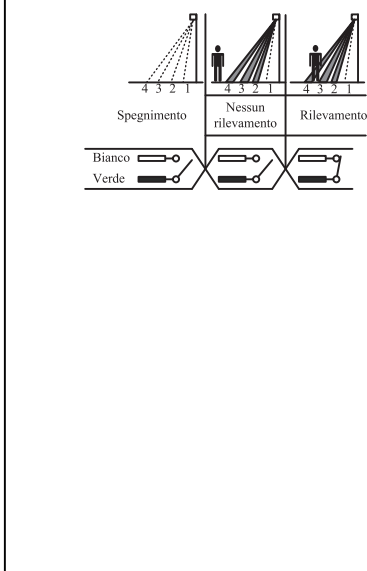 4 3 2 1
4 3 2 1
4 3 2 1
Spegnimento
Nessun
rilevamento
Rilevamento
Bianco
Verde